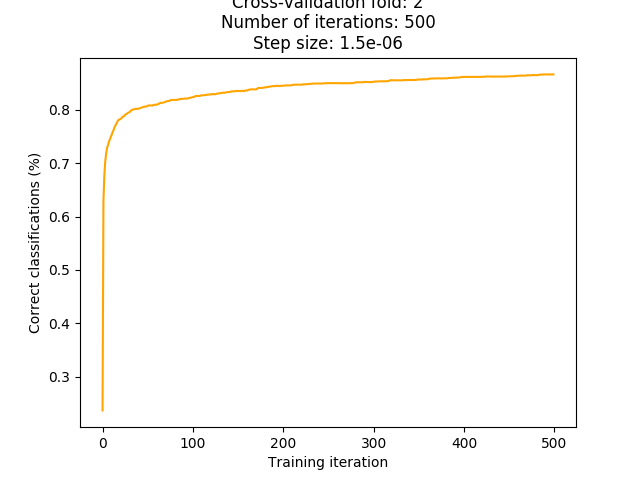 Cross-validation fold: 2
Number of iterations: 500
Step size: 1.5e-06
0.8
0.7
0.6
0.5
0.4
0.3
Correct classifications (%)
0 100 200 300 400 500
Training iteration